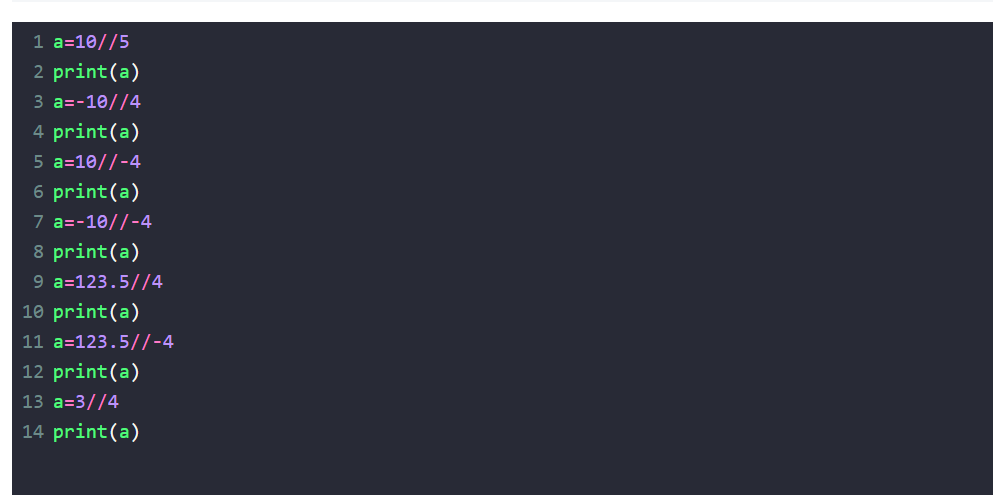 1 a=10//5
2 print(a)
3 a=-10//4
4 print(a)
5 a=10//-4
6 print(a)
7 a=-10//-4
8 print(a)
9 a=123.5//4
10 print(a)
11 a=123.5//-4
12 print(a)
13 a=3//4
14 print(a)